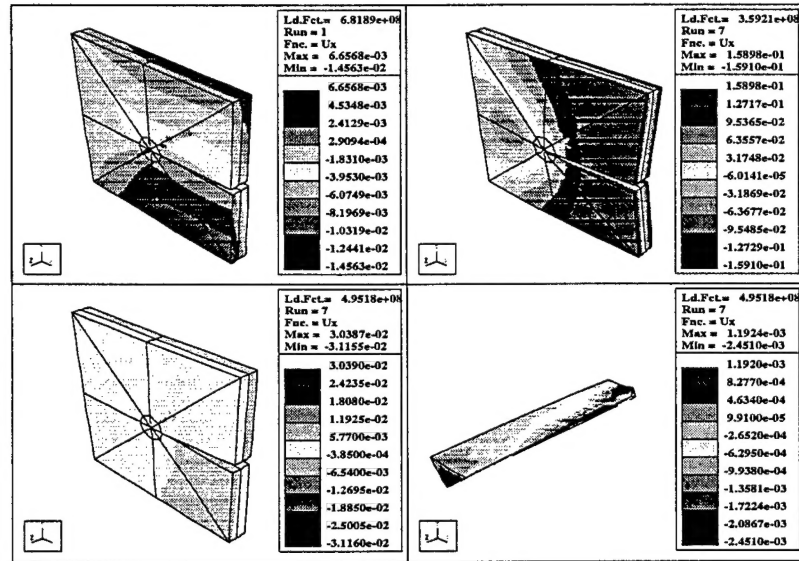 Ld.Fct.= 6.8189e+08
Run = 1
Fnc. = Ux
Max = 6.6568e-03
Min = -1.4563e-02
6.6568e-03
4.5348e-03
2.4129e-03
2.9094e-04
-1.8310e-03
-3.9530e-03
-6.0749e-03
-8.1969e-03
-1.0319e-02
-1.2441e-02
-1.4563e-02
Ld.Fct.= 3.5921e+08
Run = 7
Fnc. = Ux
Max = 1.5898e-01
Min = -1.5910e-01
1.5898e-01
1.2717e-01
9.5365e-02
6.3557e-02
3.1748e-02
-6.0141e-05
-3.1869e-02
-6.3677e-02
-9.5485e-02
-1.2729e-01
-1.5910e-01
Ld.Fct.= 4.9518e+08
Run = 7
Fnc. = Ux
Max = 3.0387e-02
Min = -3.1155e-02
3.0390e-02
2.4235e-02
1.8080e-02
1.1925e-02
5.7700e-03
-3.8500e-04
-6.5400e-03
-1.2695e-02
-1.8850e-02
-2.5005e-02
-3.1160e-02
Ld.Fct.= 4.9518e+08
Run = 7
Fnc. = Ux
Max = 1.1924e-03
Min = -2.4510e-03
1.1920e-03
8.2770e-04
4.6340e-04
9.9100e-05
-2.6520e-04
-6.2950e-04
-9.9380e-04
-1.3581e-03
-1.7224e-03
-2.0867e-03
-2.4510e-03